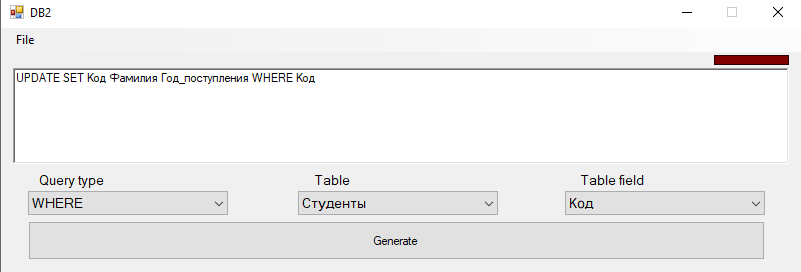 DB2
File
UPDATE SET Код Фамилия Год_поступления WHERE Код
Query type
Table
Table field
WHERE
Студенты
Код
Generate